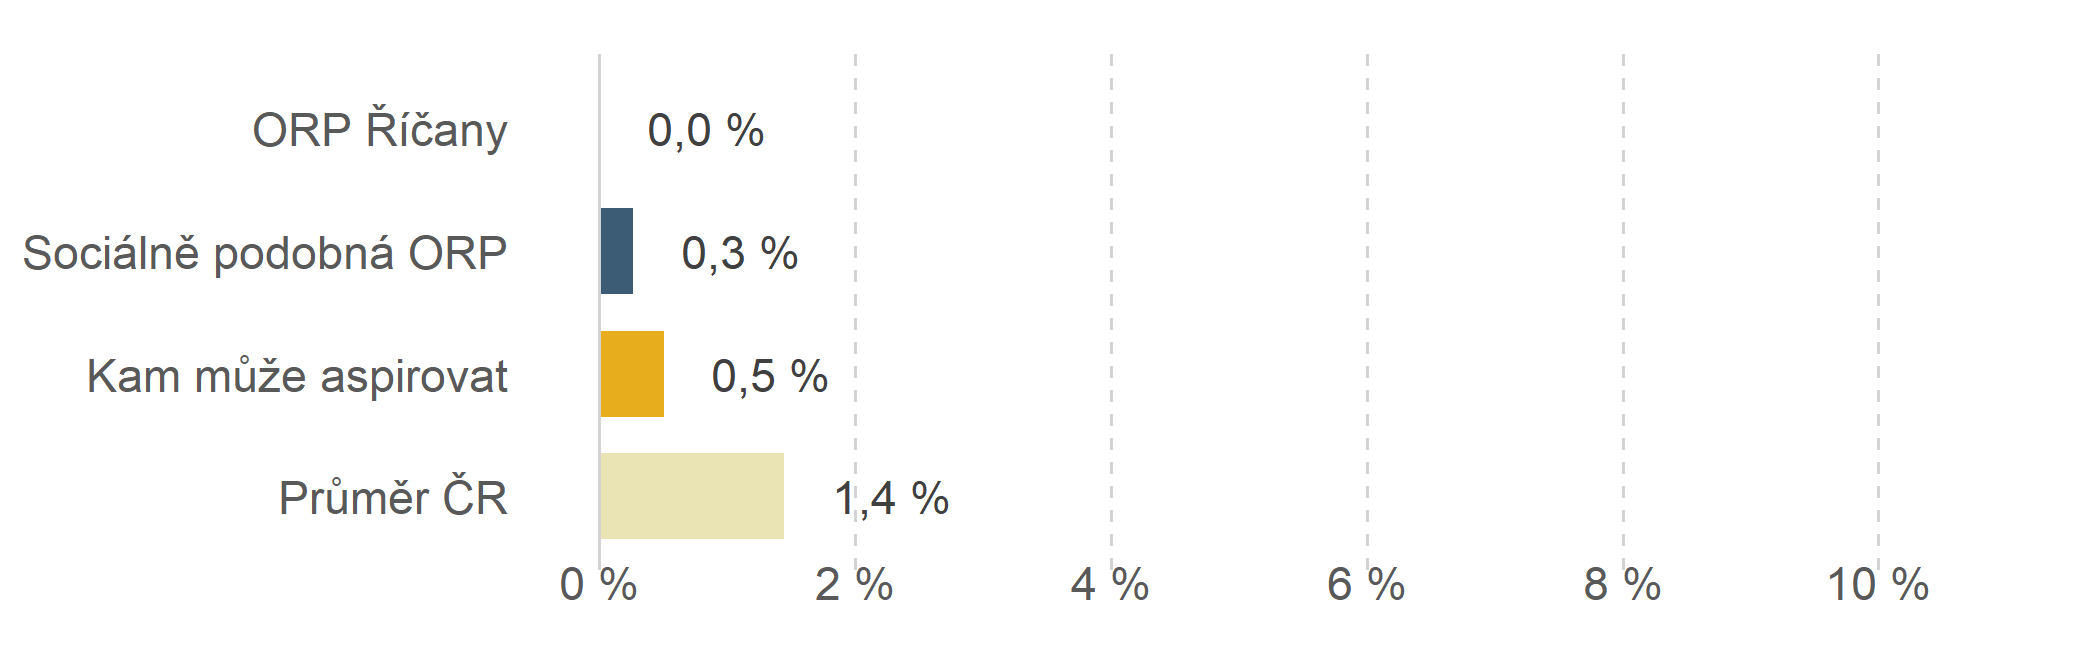 ORP Říčany 0,0 %
Sociálně podobná ORP 0,3 %
Kam může aspirovat 0,5 %
Průměr ČR 1,4 %
0 % 2 % 4 % 6 % 8 % 10 %